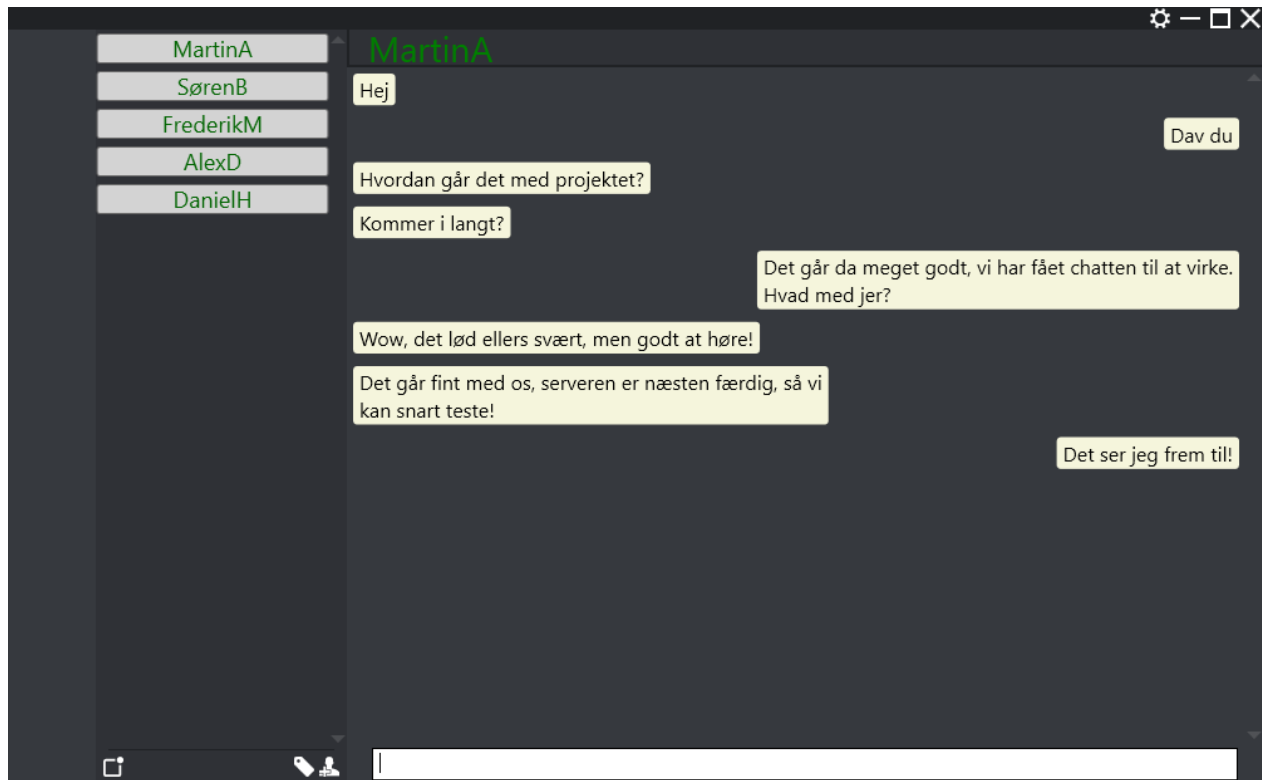 MartinA
SørenB
FrederikM
AlexD
DanielH
MartinA
Hej
Dav du
Hvordan går det med projektet?
Kommer i langt?
Det går da meget godt, vi har fået chatten til at virke.
Hvad med jer?
Wow, det lød ellers svært, men godt at høre!
Det går fint med os, serveren er næsten færdig, så vi
kan snart teste!
Det ser jeg frem til!